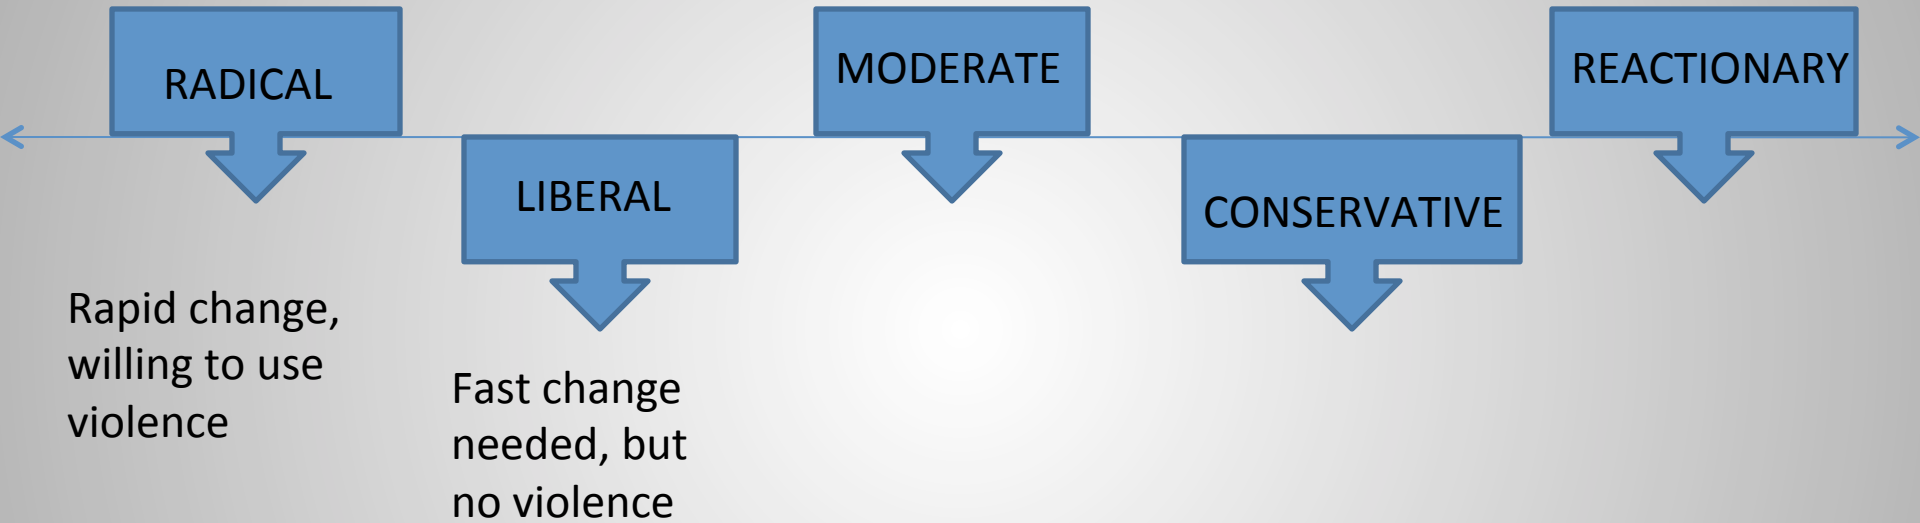 RADICAL
LIBERAL
MODERATE
CONSERVATIVE
REACTIONARY
Rapid change,
willing to use
violence
Fast change
needed, but
no violence